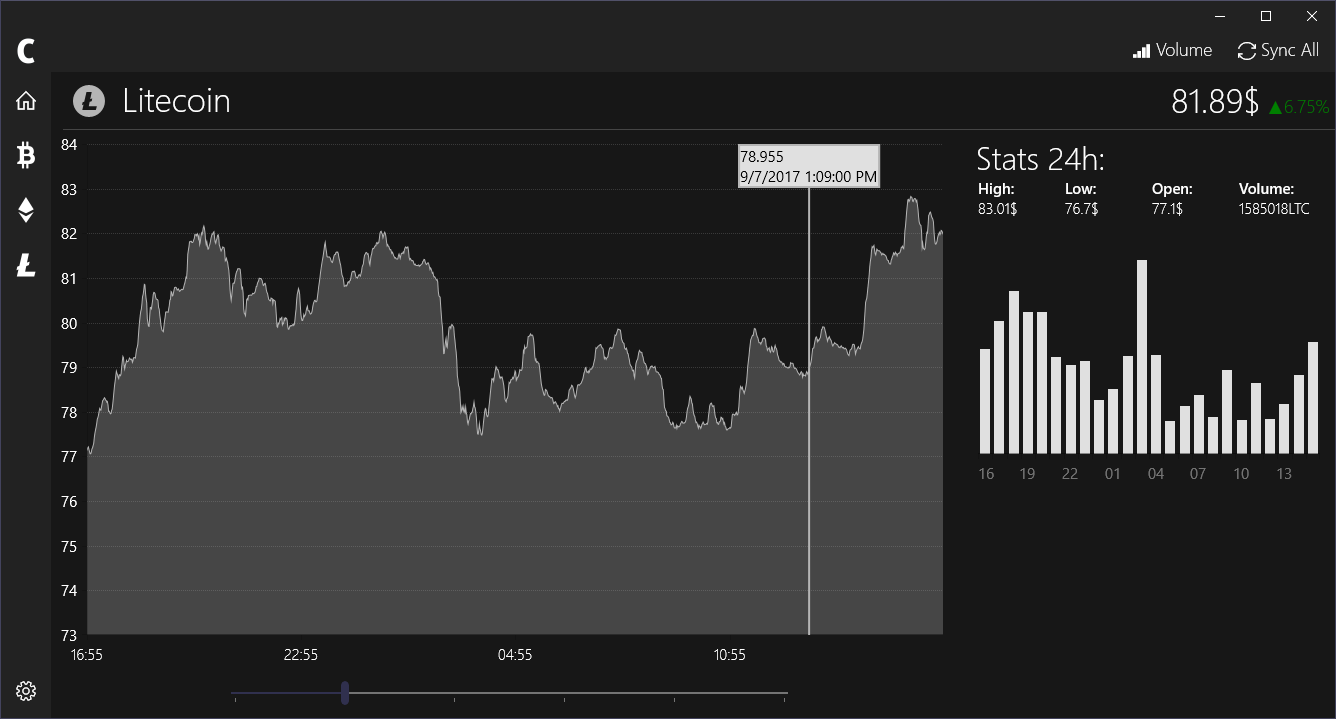 C
Volume Sync All
Litecoin
81.89$ ▲6.75%
84
83
82
81
80
79
78
77
76
75
74
73
78.955
9/7/2017 1:09:00 PM
16:55 22:55 04:55 10:55
Stats 24h:
High: Low: Open: Volume:
83.01$ 76.7$ 77.1$ 1585018LTC
16 19 22 01 04 07 10 13